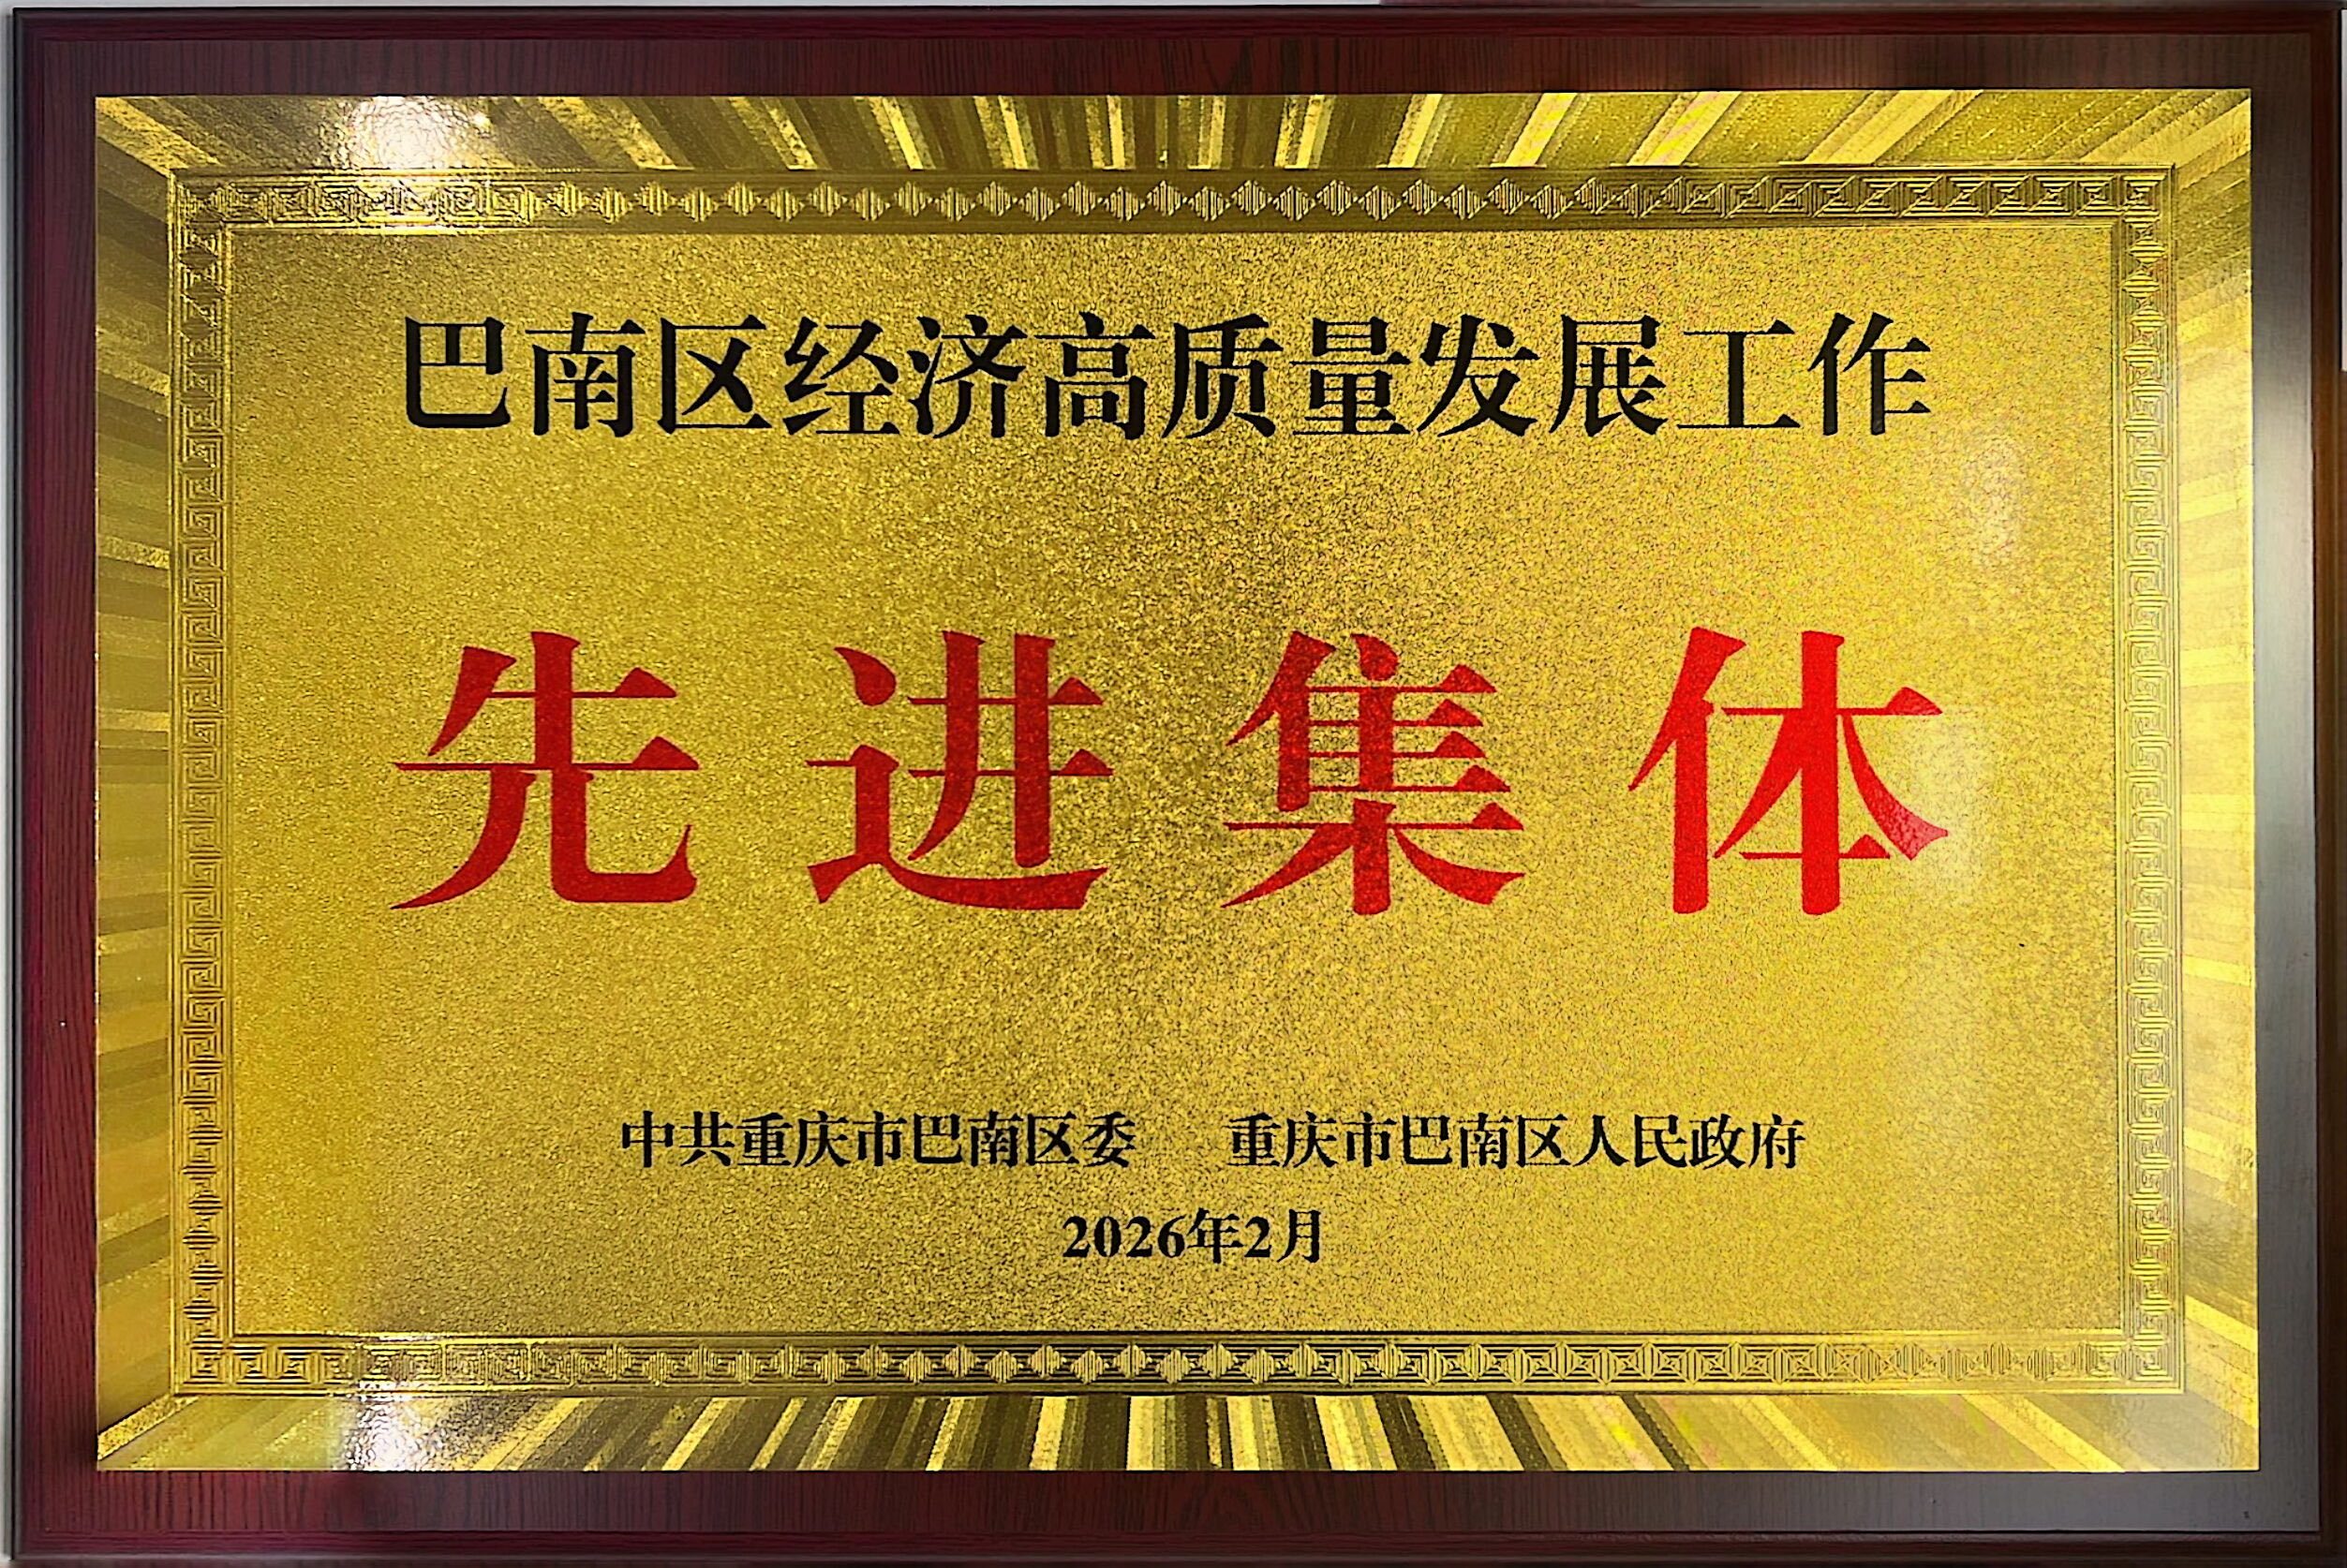 巴南区经济高质量发展工作
先进集体
中共重庆市巴南区委 重庆市巴南区人民政府
2026年2月